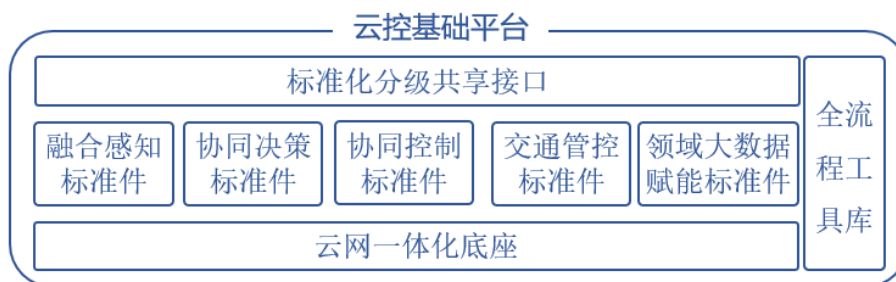 云控基础平台
标准化分级共享接口
融合感知
标准件
协同决策
标准件
协同控制
标准件
交通管控
标准件
领域大数据
赋能标准件
云网一体化底座
全流
程工
具库